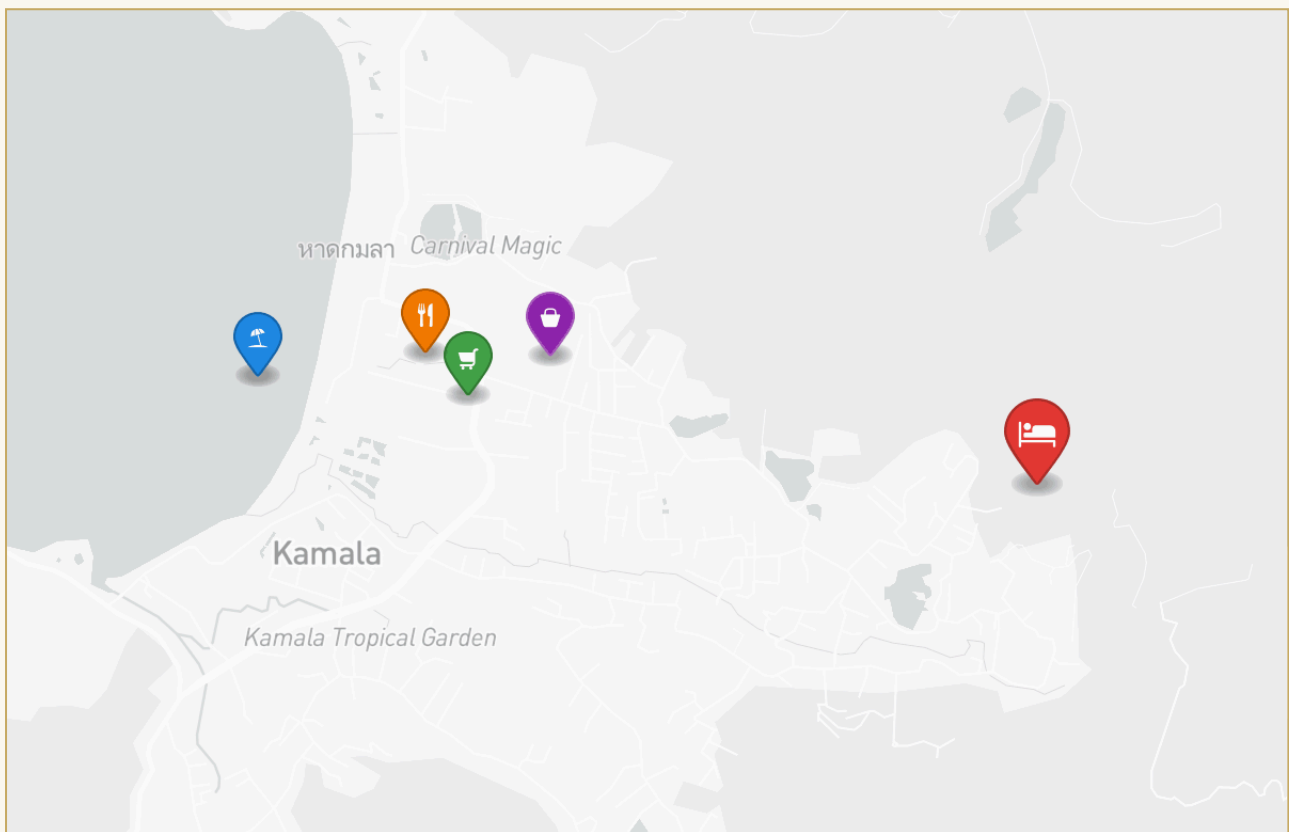 หาดกมลา
Carnival Magic
Kamala
Kamala Tropical Garden